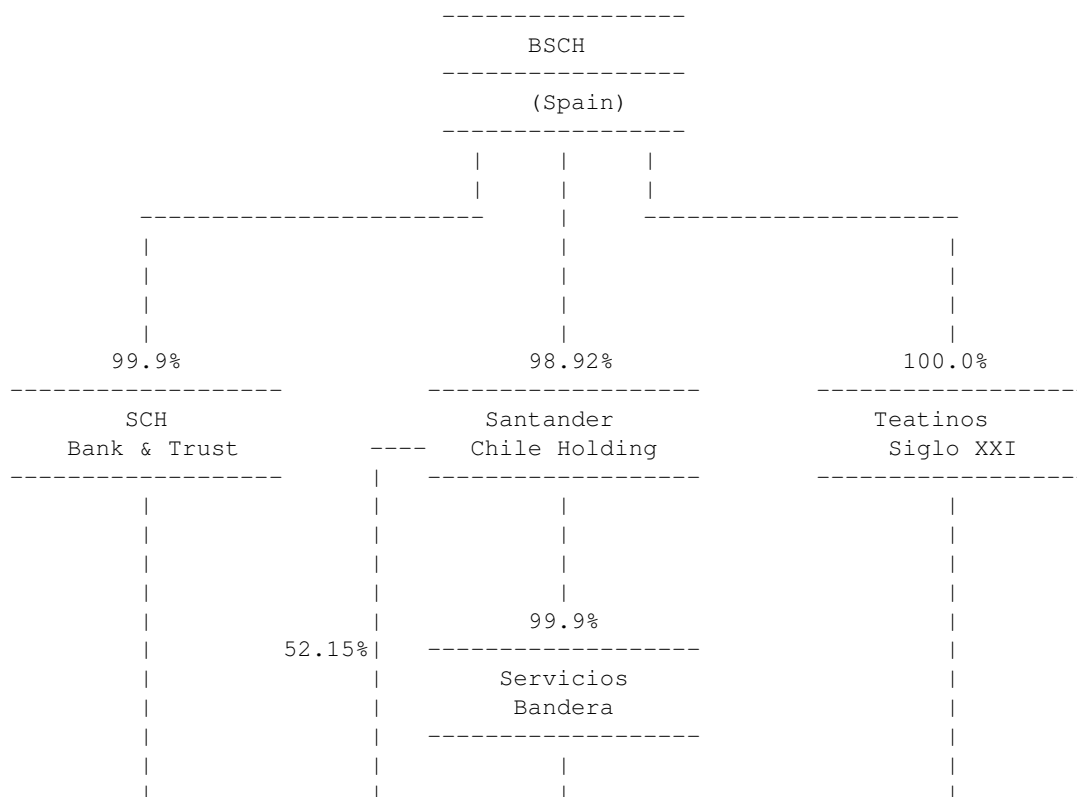 BSCH
(Spain)
99.9% 98.92% 100.0%
SCH Santander Teatinos
Bank & Trust Chile Holding Siglo XXI
99.9%
52.15%
Servicios
Bandera